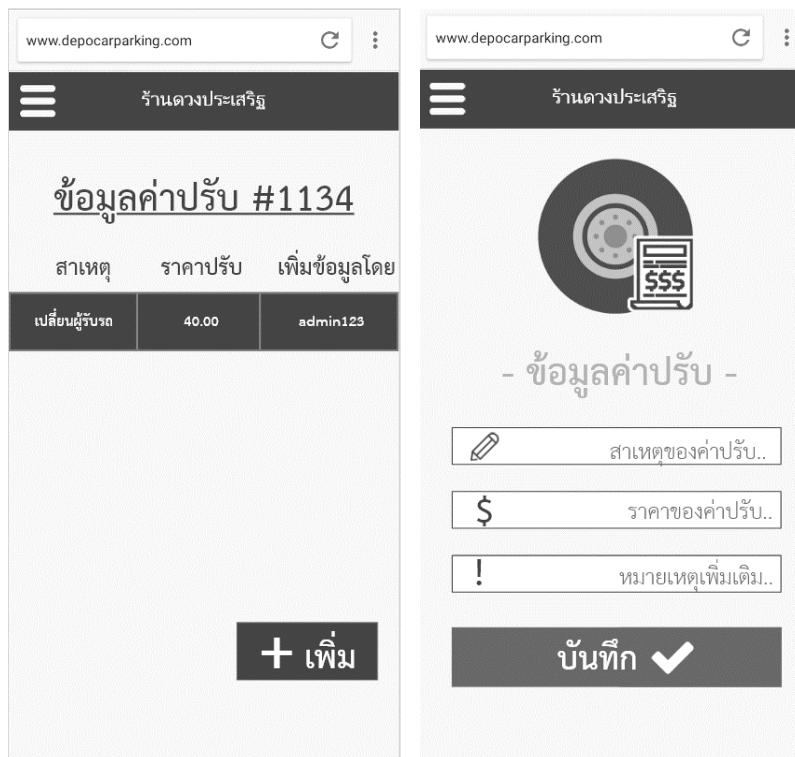 www.depocarparking.com
ร้านดวงประเสริฐ
ข้อมูลค่าปรับ #1134
สาเหตุ ราคาปรับ เพิ่มข้อมูลโดย
เปลี่ยนผู้รับรถ 40.00 admin123
+ เพิ่ม
www.depocarparking.com
ร้านดวงประเสริฐ
$$$
- ข้อมูลค่าปรับ -
สาเหตุของค่าปรับ..
$ ราคาของค่าปรับ..
! หมายเหตุเพิ่มเติม..
บันทึก